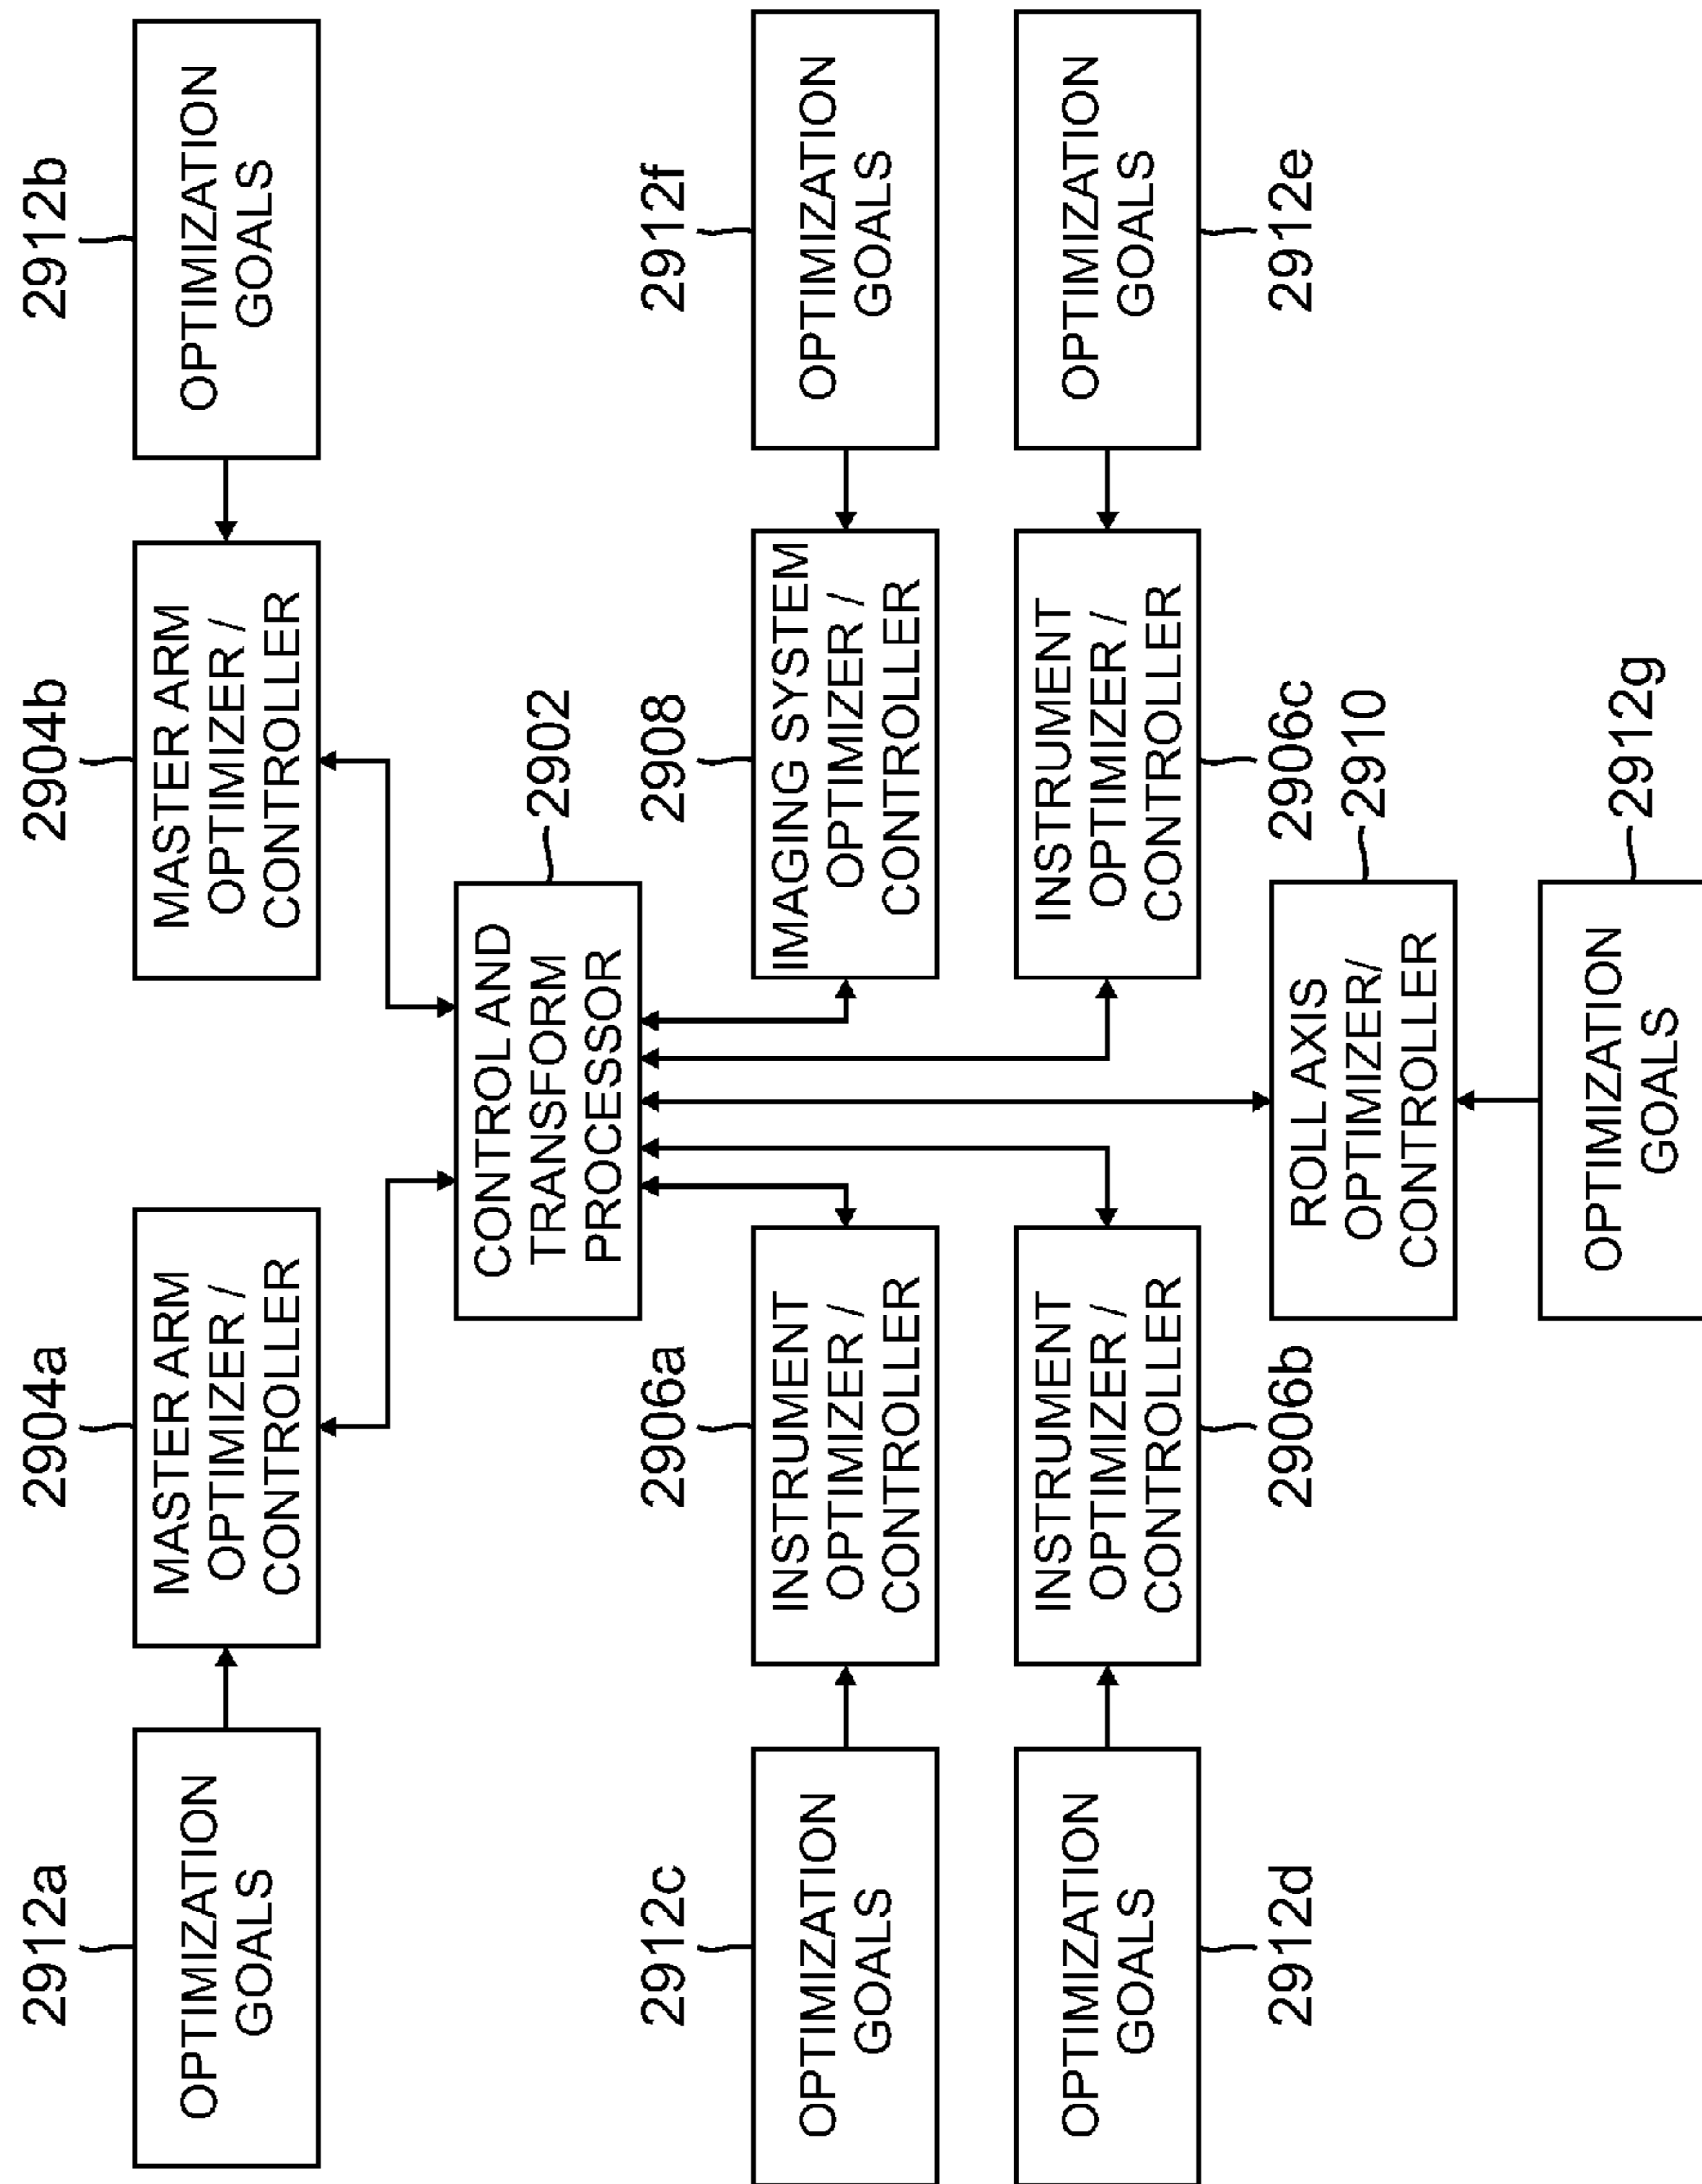 2912a
OPTIMIZATION
GOALS
2904a
MASTER ARM
OPTIMIZER /
CONTROLLER
2904b
MASTER ARM
OPTIMIZER /
CONTROLLER
2912b
OPTIMIZATION
GOALS
CONTROL AND
TRANSFORM
PROCESSOR
2902
2912c
OPTIMIZATION
GOALS
2906a
INSTRUMENT
OPTIMIZER /
CONTROLLER
2908
IMAGING SYSTEM
OPTIMIZER /
CONTROLLER
2912f
OPTIMIZATION
GOALS
OPTIMIZATION
GOALS
2912d
INSTRUMENT
OPTIMIZER /
CONTROLLER
2906b
INSTRUMENT
OPTIMIZER /
CONTROLLER
2906c
OPTIMIZATION
GOALS
2912e
ROLL AXIS
OPTIMIZER/
CONTROLLER
2910
OPTIMIZATION
GOALS
2912g